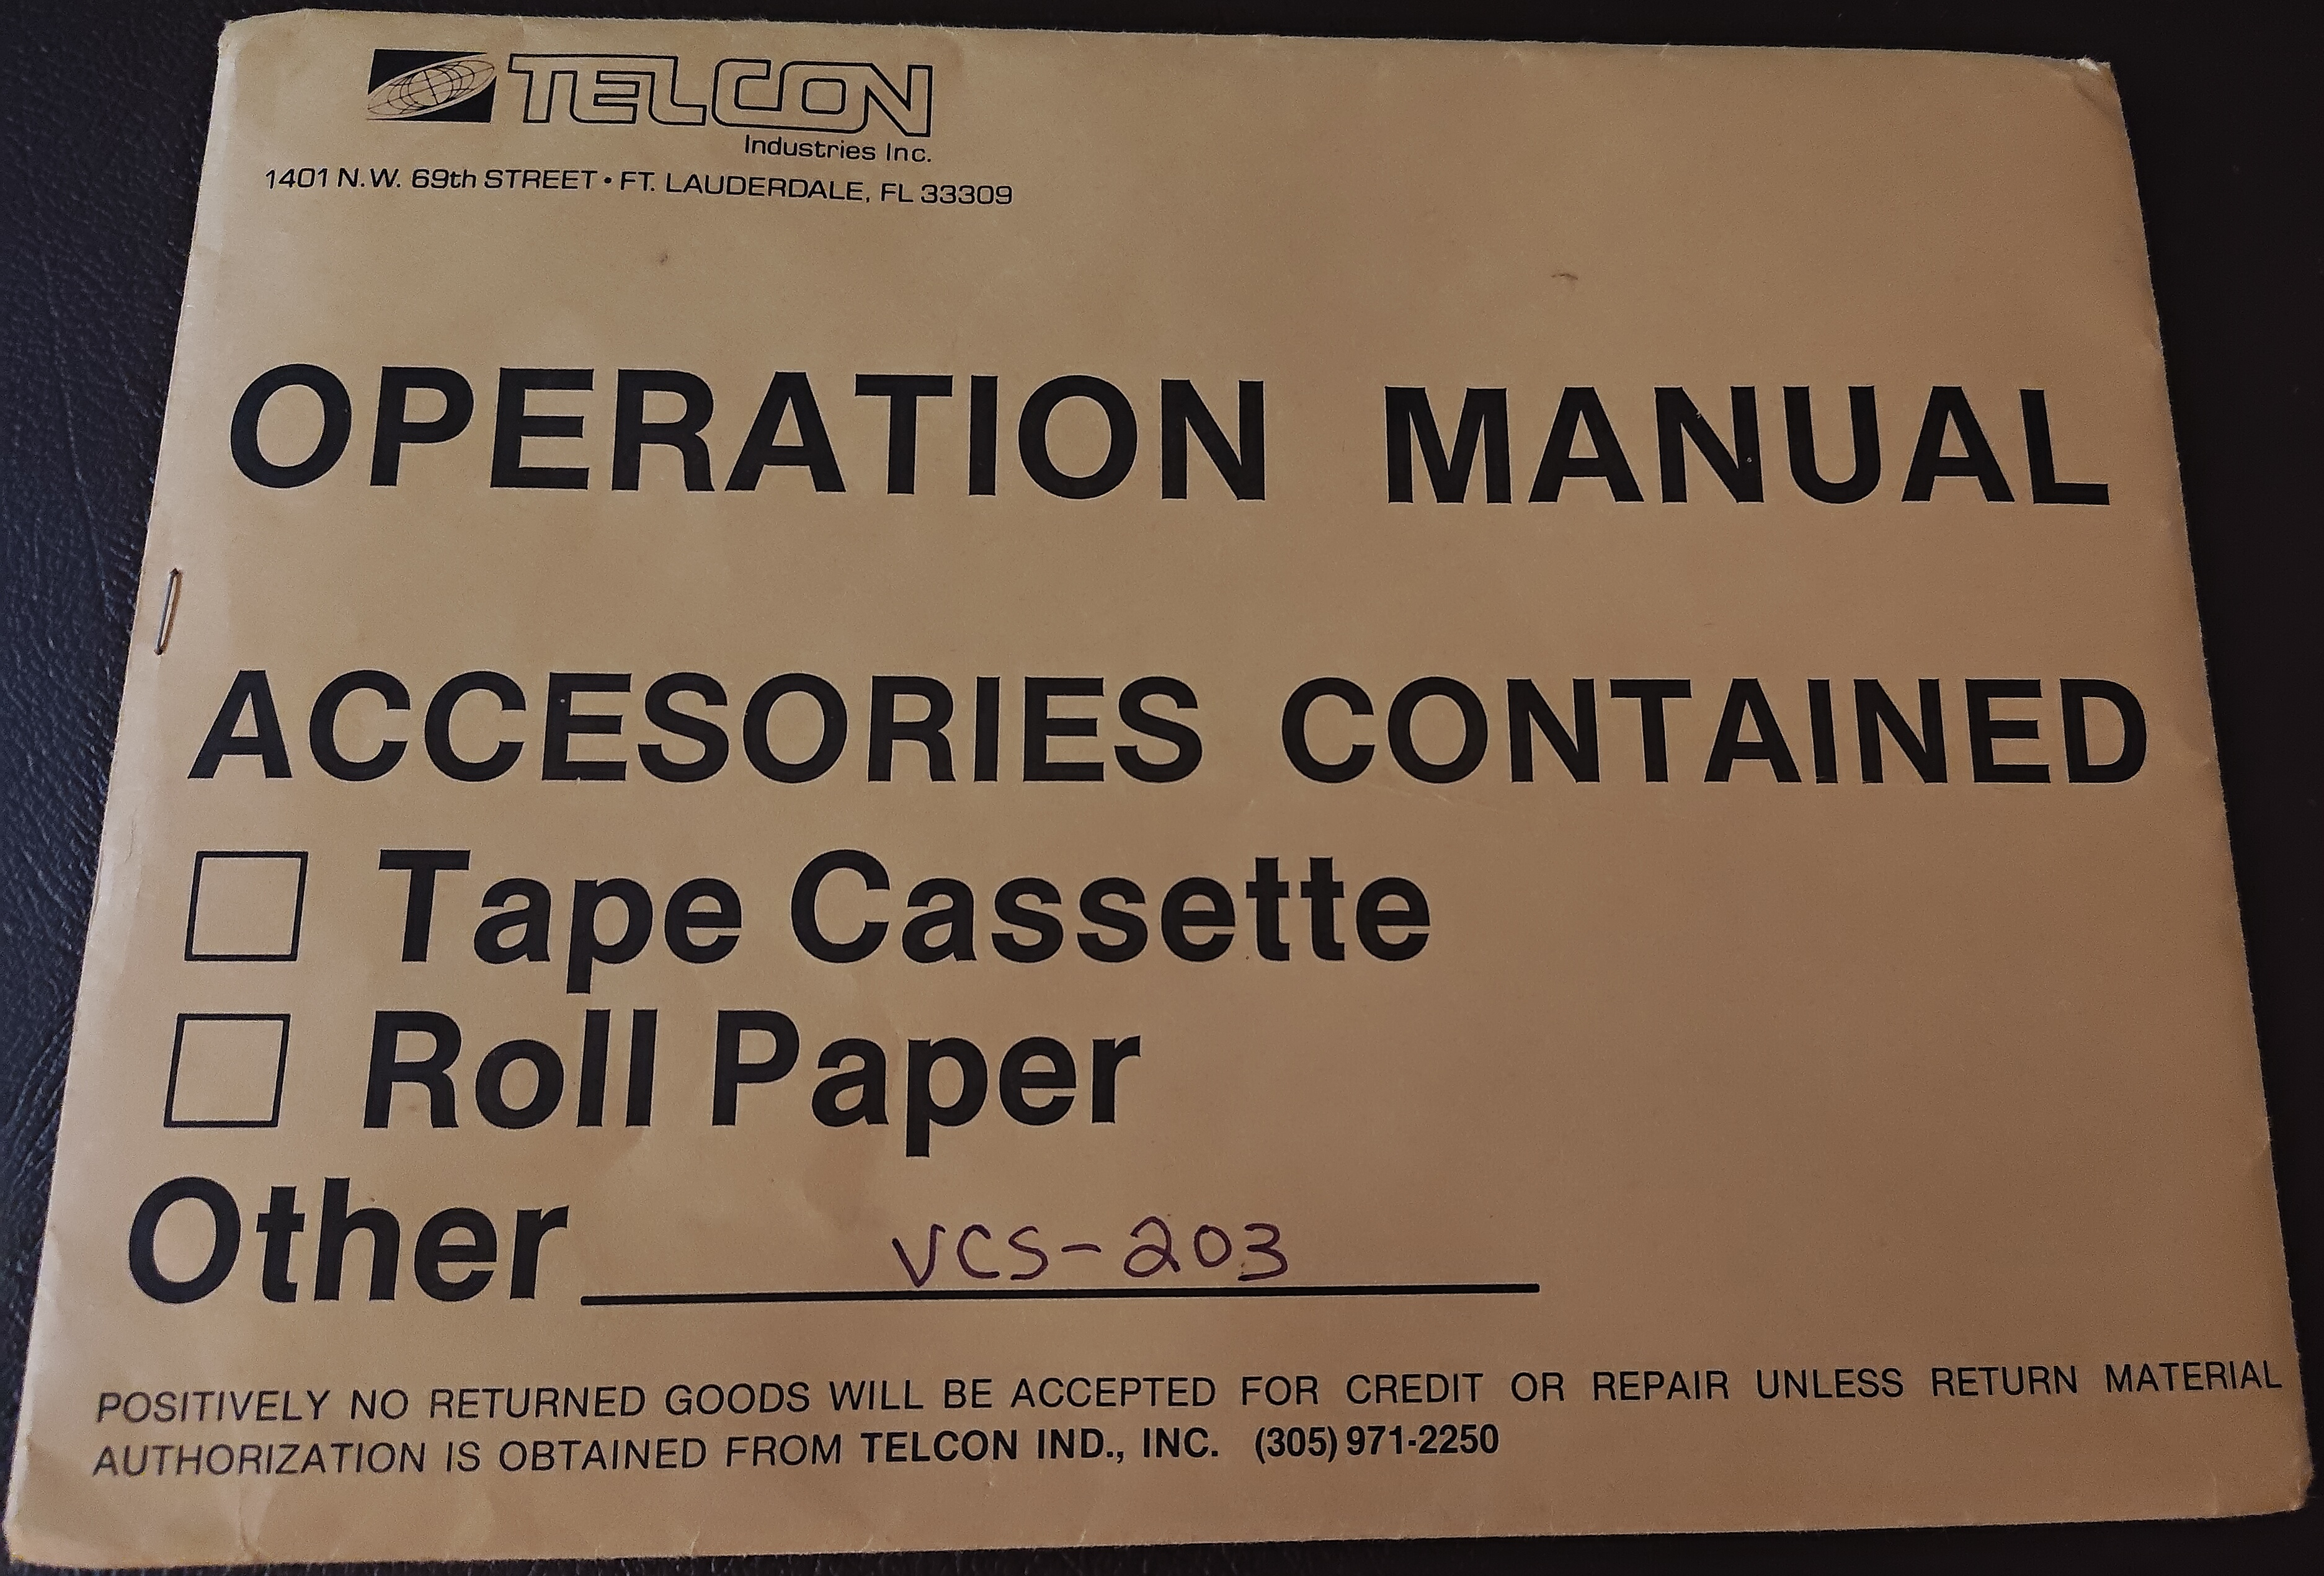 TELCON
Industries Inc.
1401 N.W. 69th STREET • FT. LAUDERDALE, FL 33309
OPERATION MANUAL
ACCESORIES CONTAINED
Tape Cassette
Roll Paper
Other VCS-203
POSITIVELY NO RETURNED GOODS WILL BE ACCEPTED FOR CREDIT OR REPAIR UNLESS RETURN MATERIAL
AUTHORIZATION IS OBTAINED FROM TELCON IND., INC. (305) 971-2250